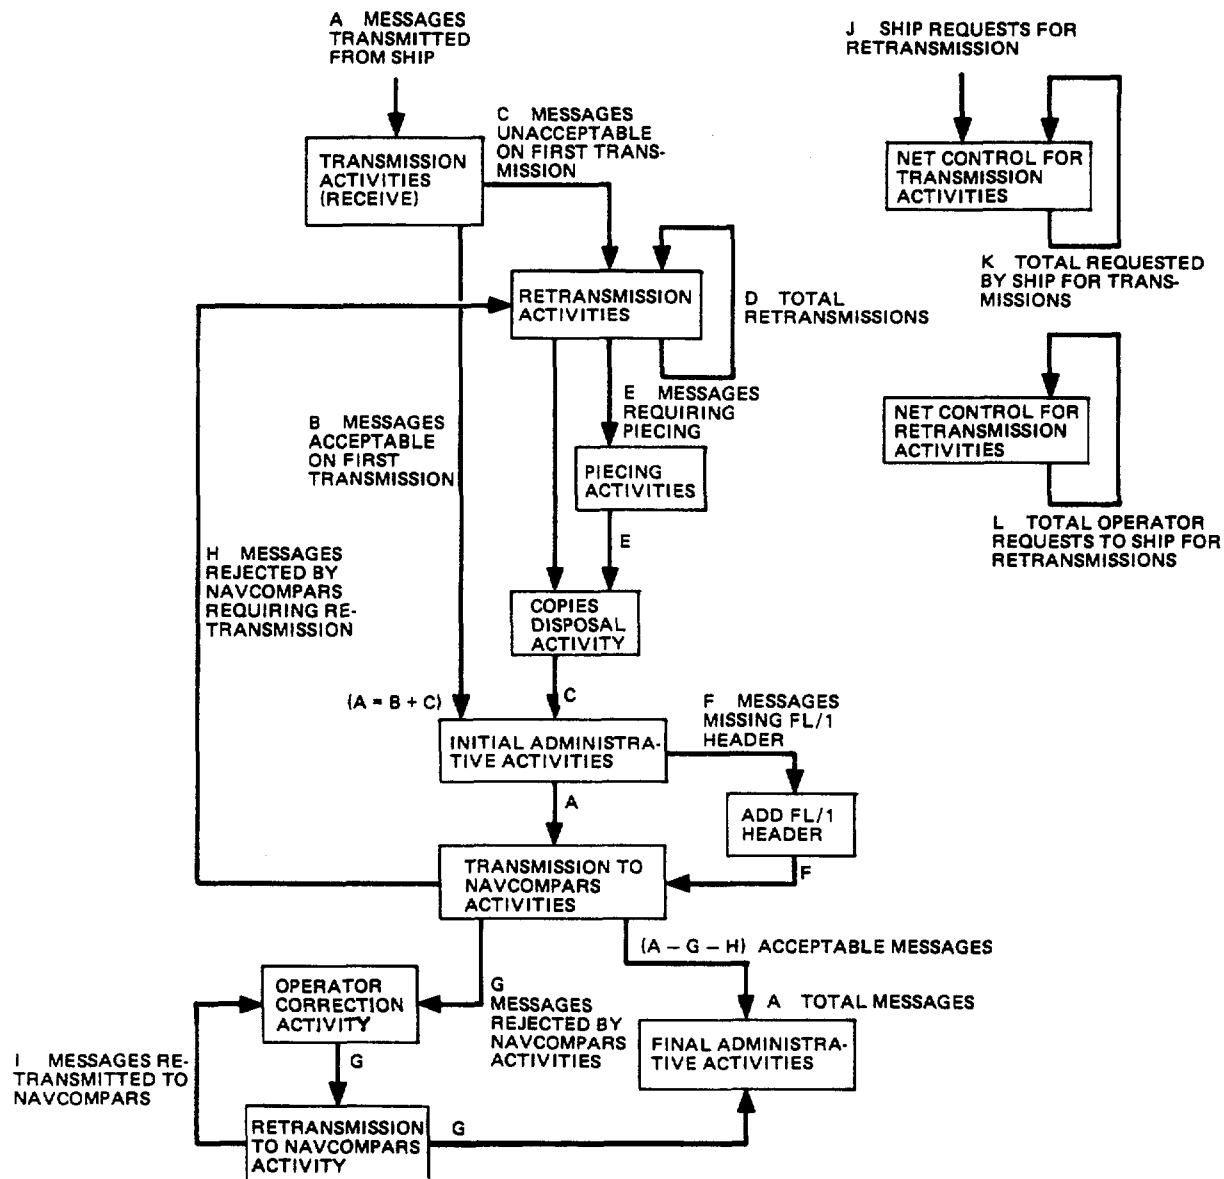 A MESSAGES
TRANSMITTED
FROM SHIP
J SHIP REQUESTS FOR
RETRANSMISSION
C MESSAGES
UNACCEPTABLE
ON FIRST TRANS-
MISSION
TRANSMISSION
ACTIVITIES
(RECEIVE)
NET CONTROL FOR
TRANSMISSION
ACTIVITIES
K TOTAL REQUESTED
BY SHIP FOR TRANS-
MISSIONS
RETRANSMISSION
ACTIVITIES
D TOTAL
RETRANSMISSIONS
E MESSAGES
REQUIRING
PIECING
NET CONTROL FOR
RETRANSMISSION
ACTIVITIES
B MESSAGES
ACCEPTABLE
ON FIRST
TRANSMISSION
PIECING
ACTIVITIES
L TOTAL OPERATOR
REQUESTS TO SHIP FOR
RETRANSMISSIONS
E
H MESSAGES
REJECTED BY
NAVCOMPARS
REQUIRING RE-
TRANSMISSION
COPIES
DISPOSAL
ACTIVITY
(A = B + C)
C
F MESSAGES
MISSING FL/1
HEADER
INITIAL ADMINISTRA-
TIVE ACTIVITIES
A
ADD FL/1
HEADER
F
TRANSMISSION TO
NAVCOMPARS
ACTIVITIES
(A – G – H) ACCEPTABLE MESSAGES
OPERATOR
CORRECTION
ACTIVITY
G
MESSAGES
REJECTED BY
NAVCOMPARS
ACTIVITIES
A TOTAL MESSAGES
FINAL ADMINISTRA-
TIVE ACTIVITIES
I MESSAGES RE-
TRANSMITTED TO
NAVCOMPARS
G
RETRANSMISSION
TO NAVCOMPARS
ACTIVITY
G